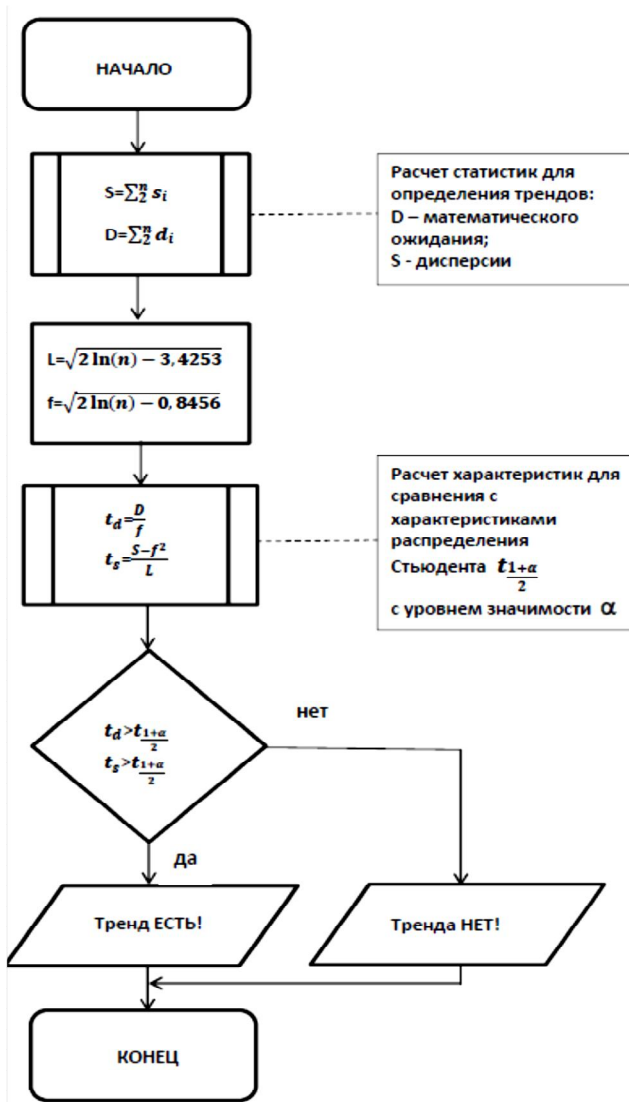 НАЧАЛО
S=∑₂ⁿ sᵢ
D=∑₂ⁿ dᵢ
Расчет статистик для
определения трендов:
D – математического
ожидания;
S - дисперсии
L=√(2 ln(n) − 3,4253)
f=√(2 ln(n) − 0,8456)
t_d=D/f
t_s=(S−f²)/L
Расчет характеристик для
сравнения с
характеристиками
распределения
Стьюдента t_(1+α)/2
с уровнем значимости α
t_d>t_(1+α)/2
t_s>t_(1+α)/2
нет
да
Тренд ЕСТЬ!
Тренда НЕТ!
КОНЕЦ